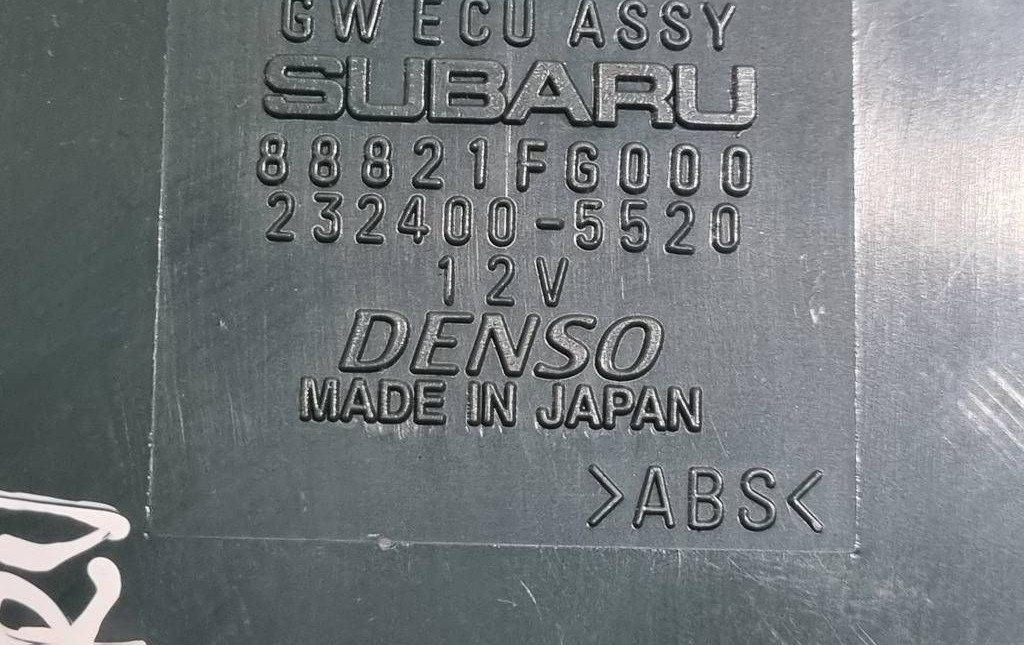 GW ECU ASSY
SUBARU
88821FG000
232400-5520
12V
DENSO
MADE IN JAPAN
>ABS<